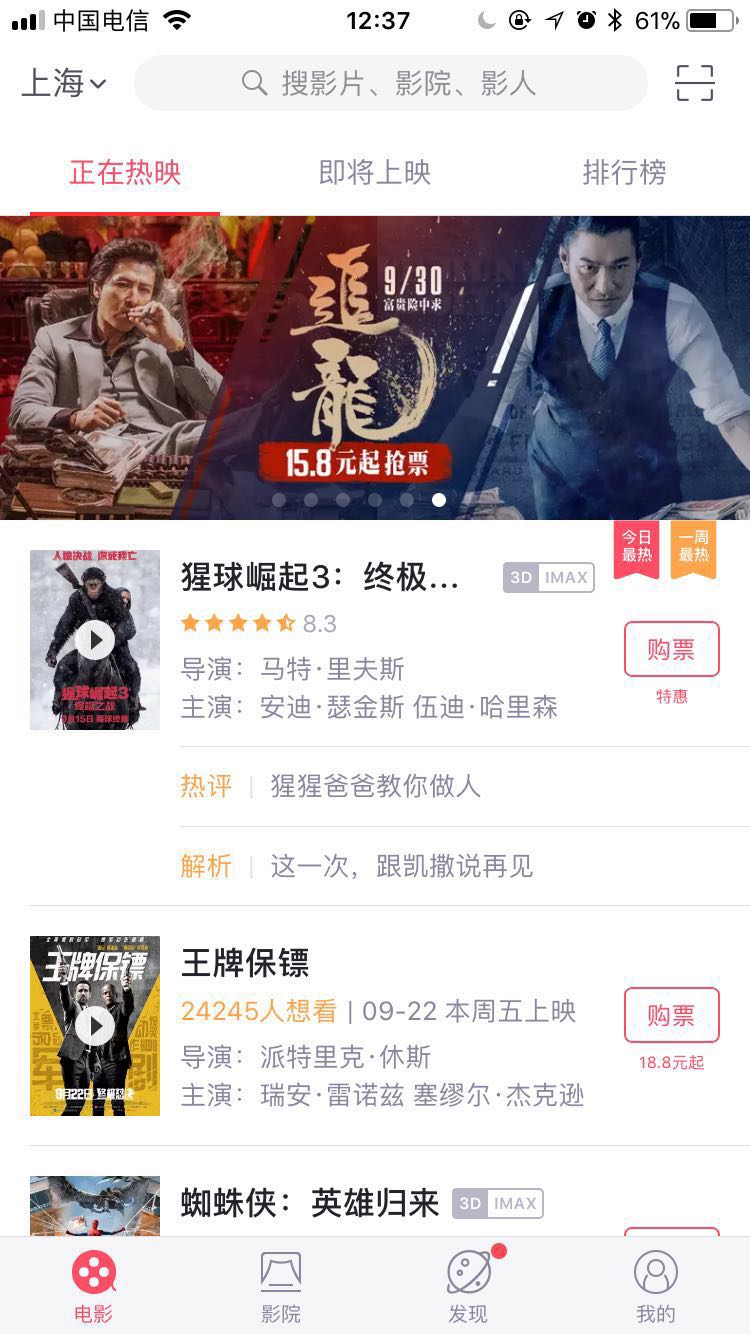 中国电信
12:37
61%
上海
搜影片、影院、影人
正在热映
即将上映
排行榜
追龍
9/30
富贵险中求
15.8元起抢票
今日最热
一周最热
人猿决战 你死我亡
猩球崛起3
终极之战
猩球崛起3：终极...
3D IMAX
8.3
导演：马特·里夫斯
主演：安迪·瑟金斯 伍迪·哈里森
购票
特惠
热评 | 猩猩爸爸教你做人
解析 | 这一次，跟凯撒说再见
王牌保镖
9月22日 终极怒决
王牌保镖
24245人想看 | 09-22 本周五上映
导演：派特里克·休斯
主演：瑞安·雷诺兹 塞缪尔·杰克逊
购票
18.8元起
蜘蛛侠：英雄归来
3D IMAX
电影
影院
发现
我的